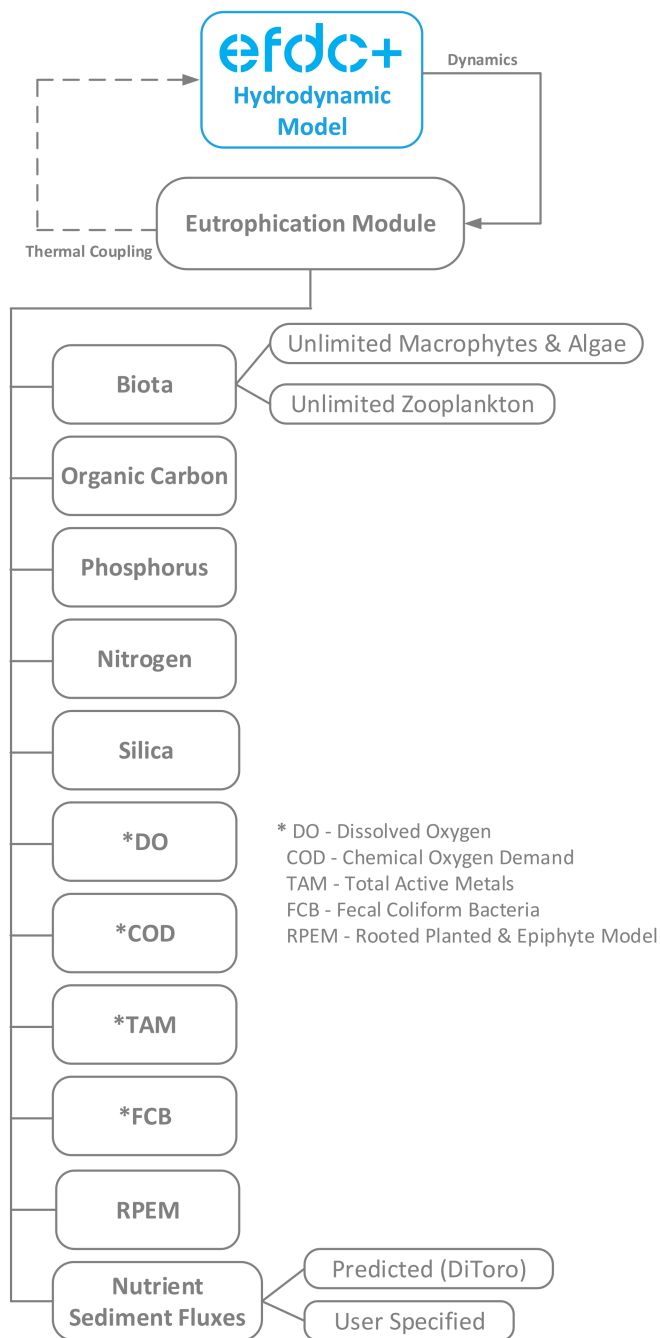 efdc+
Dynamics
Hydrodynamic
Model
Eutrophication Module
Thermal Coupling
Unlimited Macrophytes & Algae
Biota
Unlimited Zooplankton
Organic Carbon
Phosphorus
Nitrogen
Silica
*DO
* DO - Dissolved Oxygen
COD - Chemical Oxygen Demand
TAM - Total Active Metals
FCB - Fecal Coliform Bacteria
RPEM - Rooted Planted & Epiphyte Model
*COD
*TAM
*FCB
RPEM
Nutrient
Sediment Fluxes
Predicted (DiToro)
User Specified